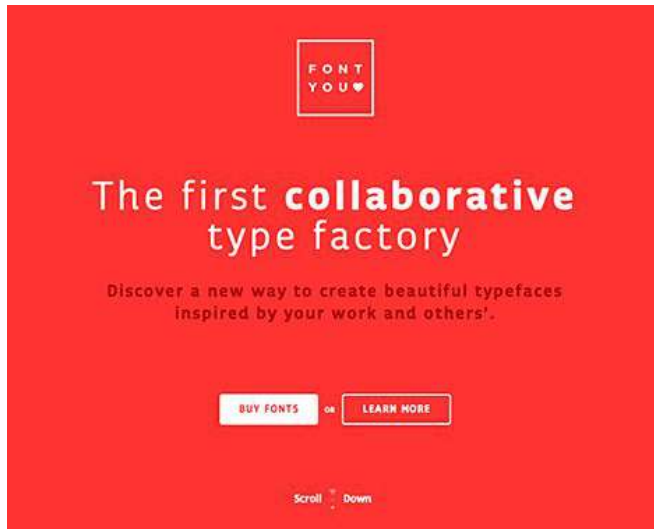 FONT
YOU♥
The first collaborative
type factory
Discover a new way to create beautiful typefaces
inspired by your work and others'.
BUY FONTS OR LEARN MORE
Scroll Down